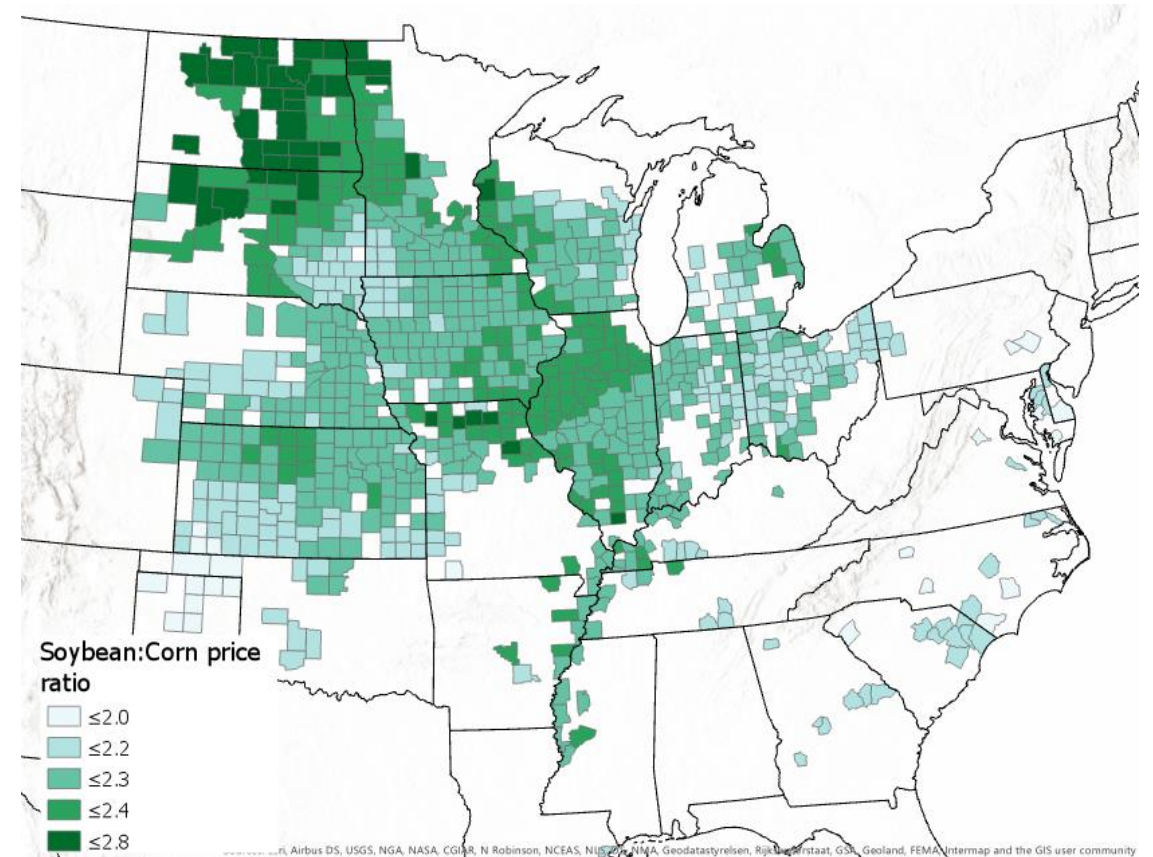 Soybean:Corn price
ratio
≤2.0
≤2.2
≤2.3
≤2.4
≤2.8
Airbus DS, USGS, NGA, NASA, CGIAR, N Robinson, NCEAS, NMA, Geodatastyrelsen, GSA, Geoland, FEMA, Intermap and the GIS user community